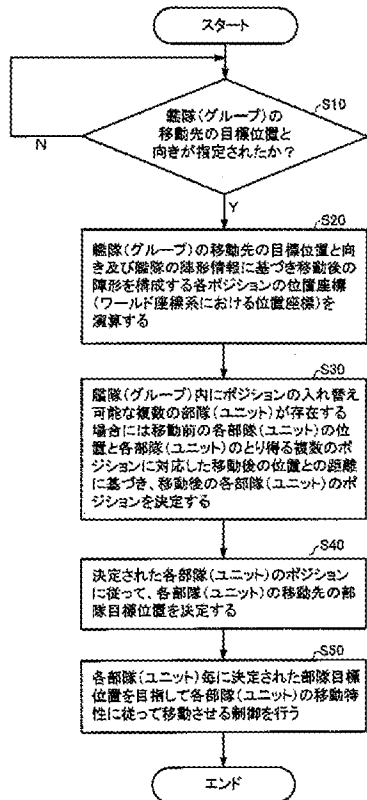 スタート
S10
艦隊(グループ)の
移動先の目標位置と
向きが指定されたか?
N
Y
S20
艦隊(グループ)の移動先の目標位置と向
き及び艦隊の陣形情報に基づき移動後の
陣形を構成する各ポジションの位置座標
(ワールド座標系における位置座標)を
演算する
S30
艦隊(グループ)内にポジションの入れ替え
可能な複数の部隊(ユニット)が存在する
場合には移動前の各部隊(ユニット)の位
置と各部隊(ユニット)のとり得る複数のポ
ジションに対応した移動後の位置との距離
に基づき、移動後の各部隊(ユニット)のポ
ジションを決定する
S40
決定された各部隊(ユニット)のポジション
に従って、各部隊(ユニット)の移動先の部
隊目標位置を決定する
S50
各部隊(ユニット)毎に決定された部隊目標
位置を目指して各部隊(ユニット)の移動特
性に従って移動させる制御を行う
エンド